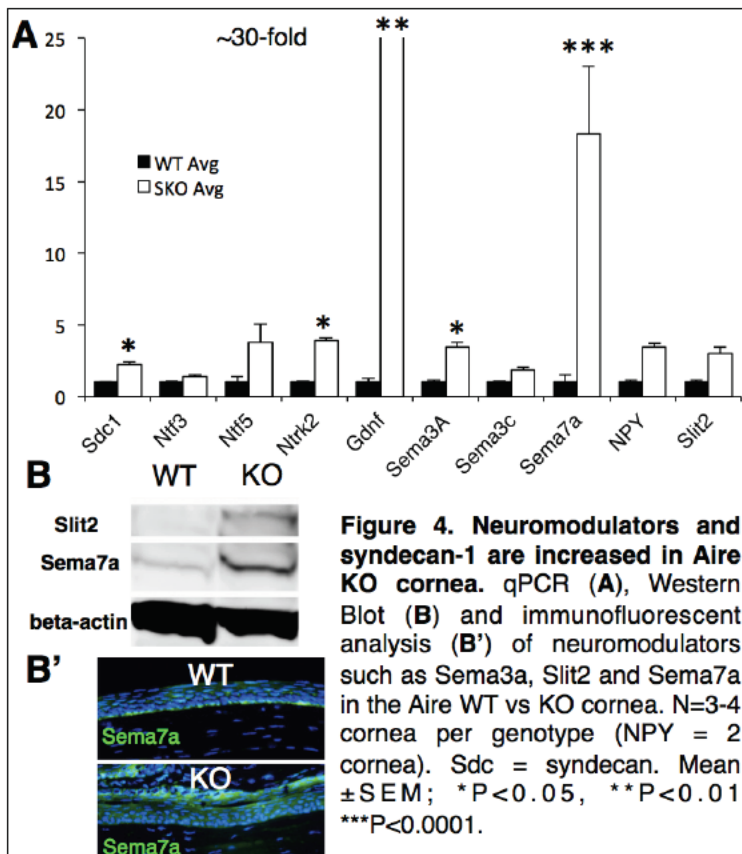 A
~30-fold
**
***
25
20
15
10
5
0
WT Avg
SKO Avg
*
*
*
Sdc1
Ntf3
Ntf5
Ntrk2
Gdnf
Sema3A
Sema3c
Sema7a
NPY
Slit2
B
WT KO
Slit2
Sema7a
beta-actin
B'
WT
Sema7a
KO
Sema7a
Figure 4. Neuromodulators and
syndecan-1 are increased in Aire
KO cornea. qPCR (A), Western
Blot (B) and immunofluorescent
analysis (B') of neuromodulators
such as Sema3a, Slit2 and Sema7a
in the Aire WT vs KO cornea. N=3-4
cornea per genotype (NPY = 2
cornea). Sdc = syndecan. Mean
±SEM; *P<0.05, **P<0.01
***P<0.0001.